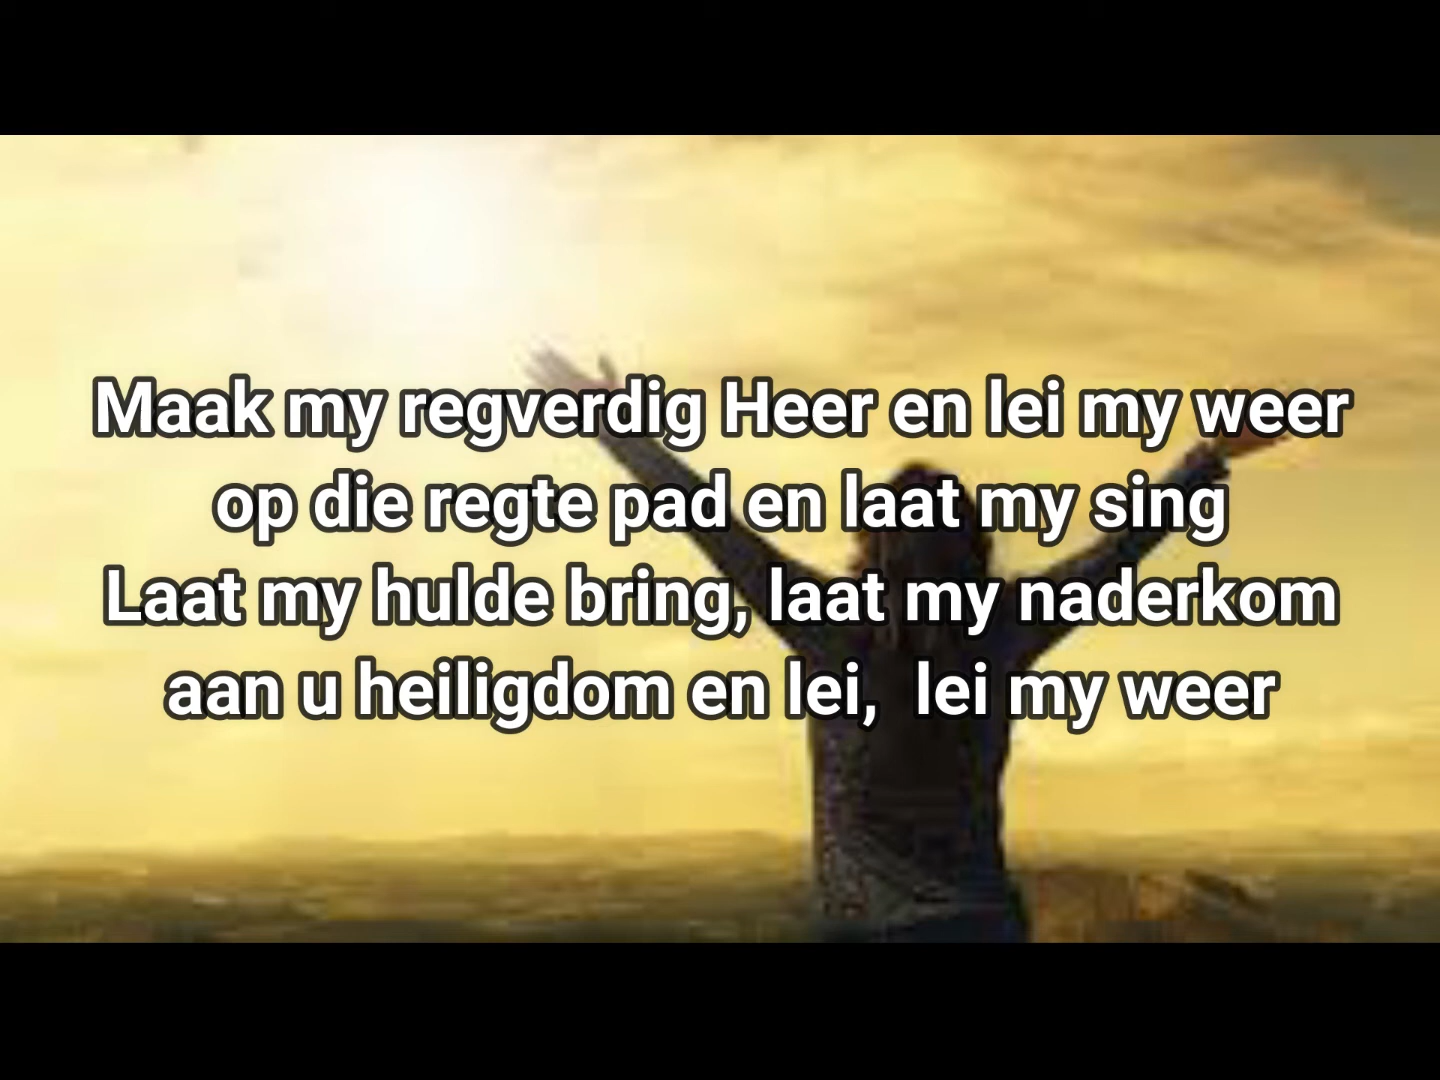 Maak my regverdig Heer en lei my weer
op die regte pad en laat my sing
Laat my hulde bring, laat my naderkom
aan u heiligdom en lei,  lei my weer